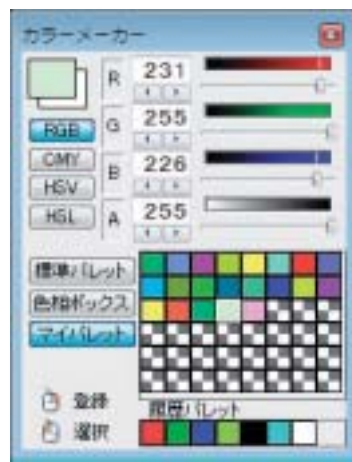 カラーメーカー
R 231
RGB G 255
CMY B 226
HSV
HSL A 255
標準パレット
色相ボックス
マイパレット
登録 履歴パレット
選択